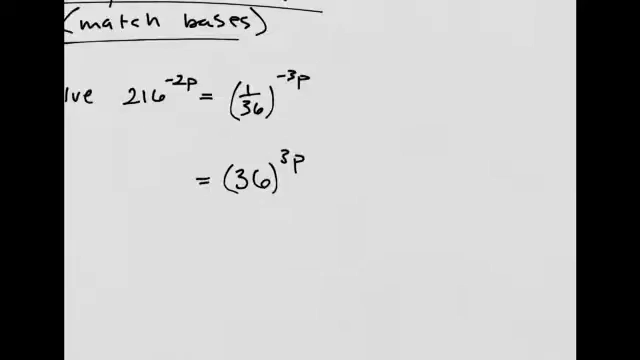 (match bases)
lve 216^{-2p} = (1/36)^{-3p}
= (36)^{3p}